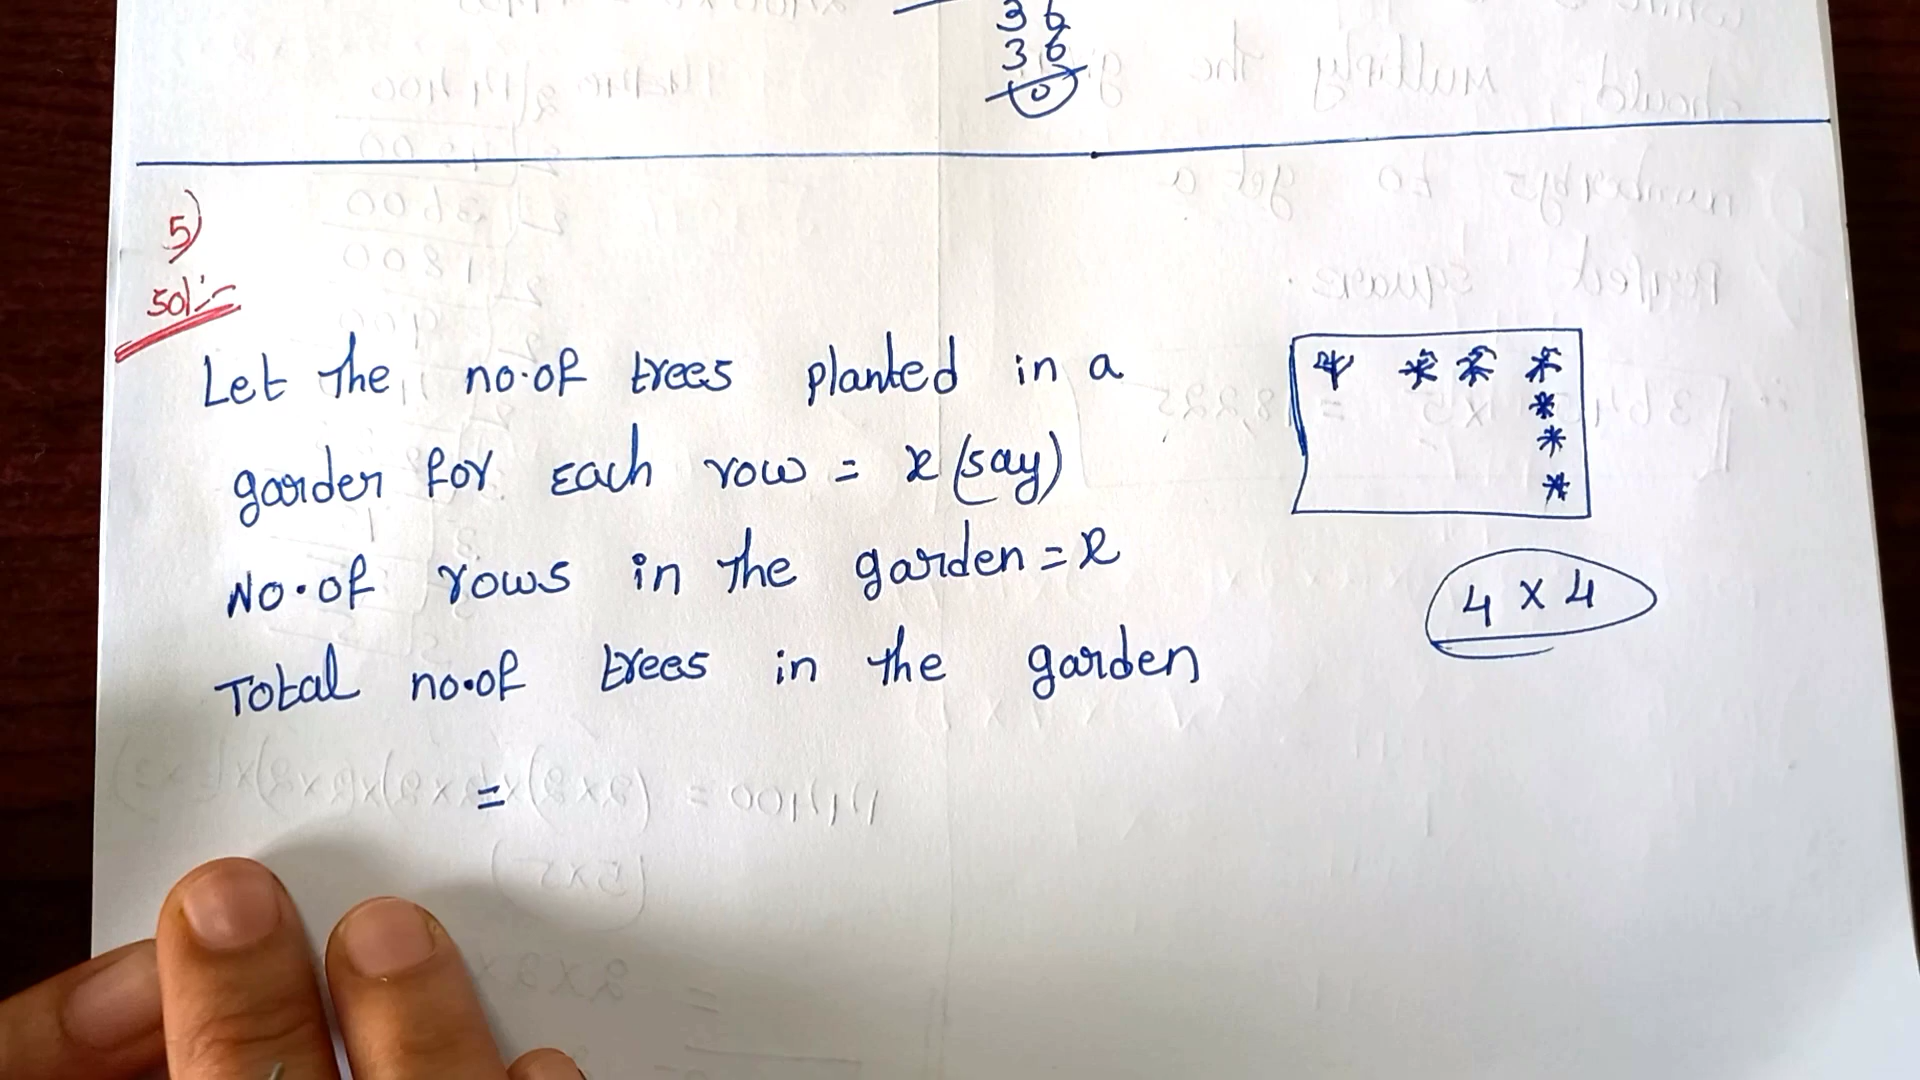 36
36
0
5)
Sol:-
Let the no.of trees planted in a
garder for each row = x (say)
No.of rows in the garden = x
Total no.of trees in the garden
=
4 x 4